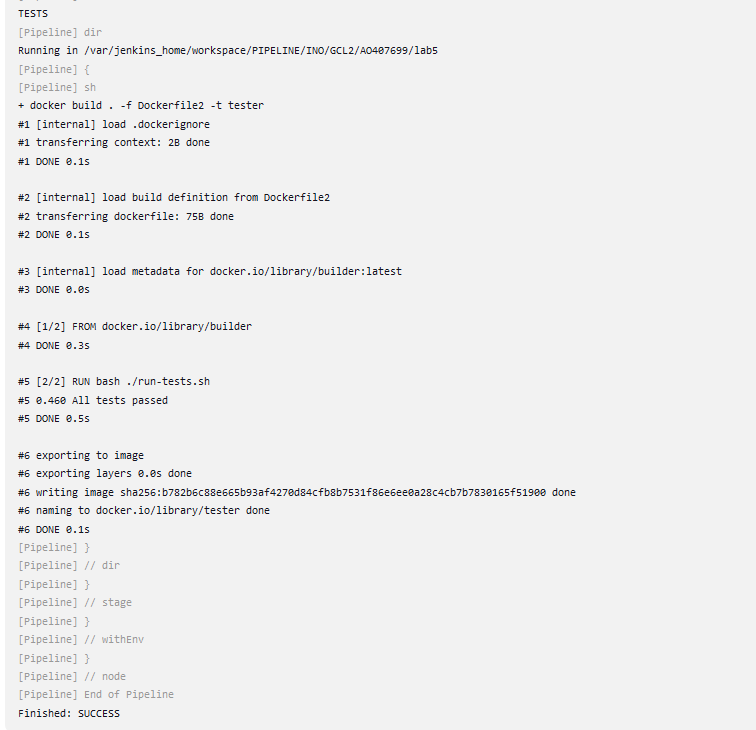 TESTS
[Pipeline] dir
Running in /var/jenkins_home/workspace/PIPELINE/INO/GCL2/AO407699/lab5
[Pipeline] {
[Pipeline] sh
+ docker build . -f Dockerfile2 -t tester
#1 [internal] load .dockerignore
#1 transferring context: 2B done
#1 DONE 0.1s
#2 [internal] load build definition from Dockerfile2
#2 transferring dockerfile: 75B done
#2 DONE 0.1s
#3 [internal] load metadata for docker.io/library/builder:latest
#3 DONE 0.0s
#4 [1/2] FROM docker.io/library/builder
#4 DONE 0.3s
#5 [2/2] RUN bash ./run-tests.sh
#5 0.460 All tests passed
#5 DONE 0.5s
#6 exporting to image
#6 exporting layers 0.0s done
#6 writing image sha256:b782b6c88e665b93af4270d84cfb8b7531f86e6ee0a28c4cb7b7830165f51900 done
#6 naming to docker.io/library/tester done
#6 DONE 0.1s
[Pipeline] }
[Pipeline] // dir
[Pipeline] }
[Pipeline] // stage
[Pipeline] }
[Pipeline] // withEnv
[Pipeline] }
[Pipeline] // node
[Pipeline] End of Pipeline
Finished: SUCCESS